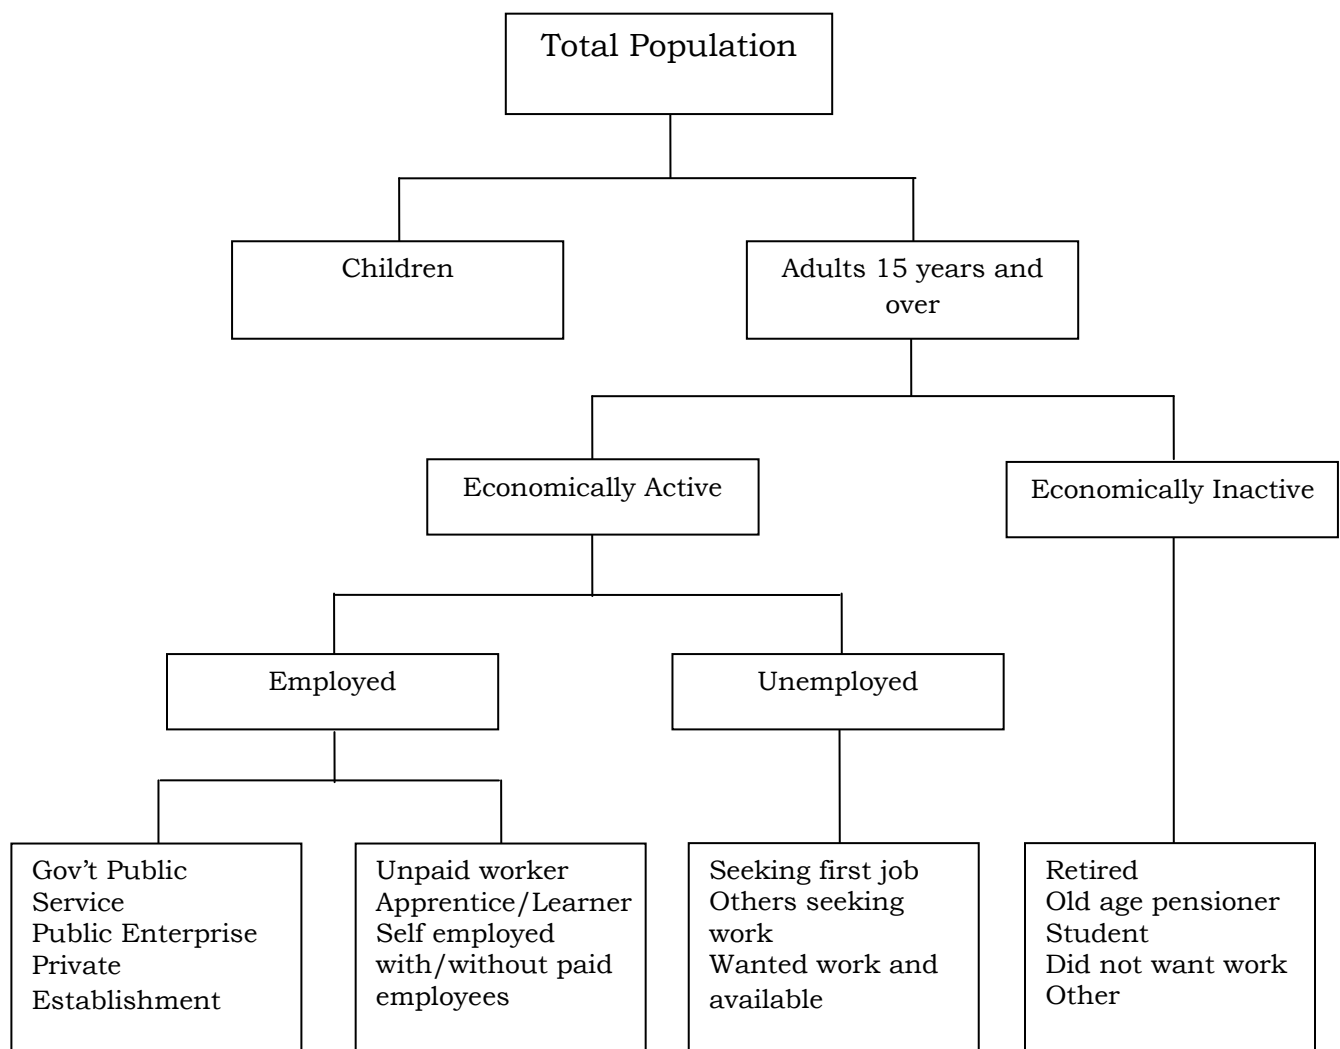 Total Population
Children
Adults 15 years and
over
Economically Active
Economically Inactive
Employed
Unemployed
Gov't Public
Service
Public Enterprise
Private
Establishment
Unpaid worker
Apprentice/Learner
Self employed
with/without paid
employees
Seeking first job
Others seeking
work
Wanted work and
available
Retired
Old age pensioner
Student
Did not want work
Other